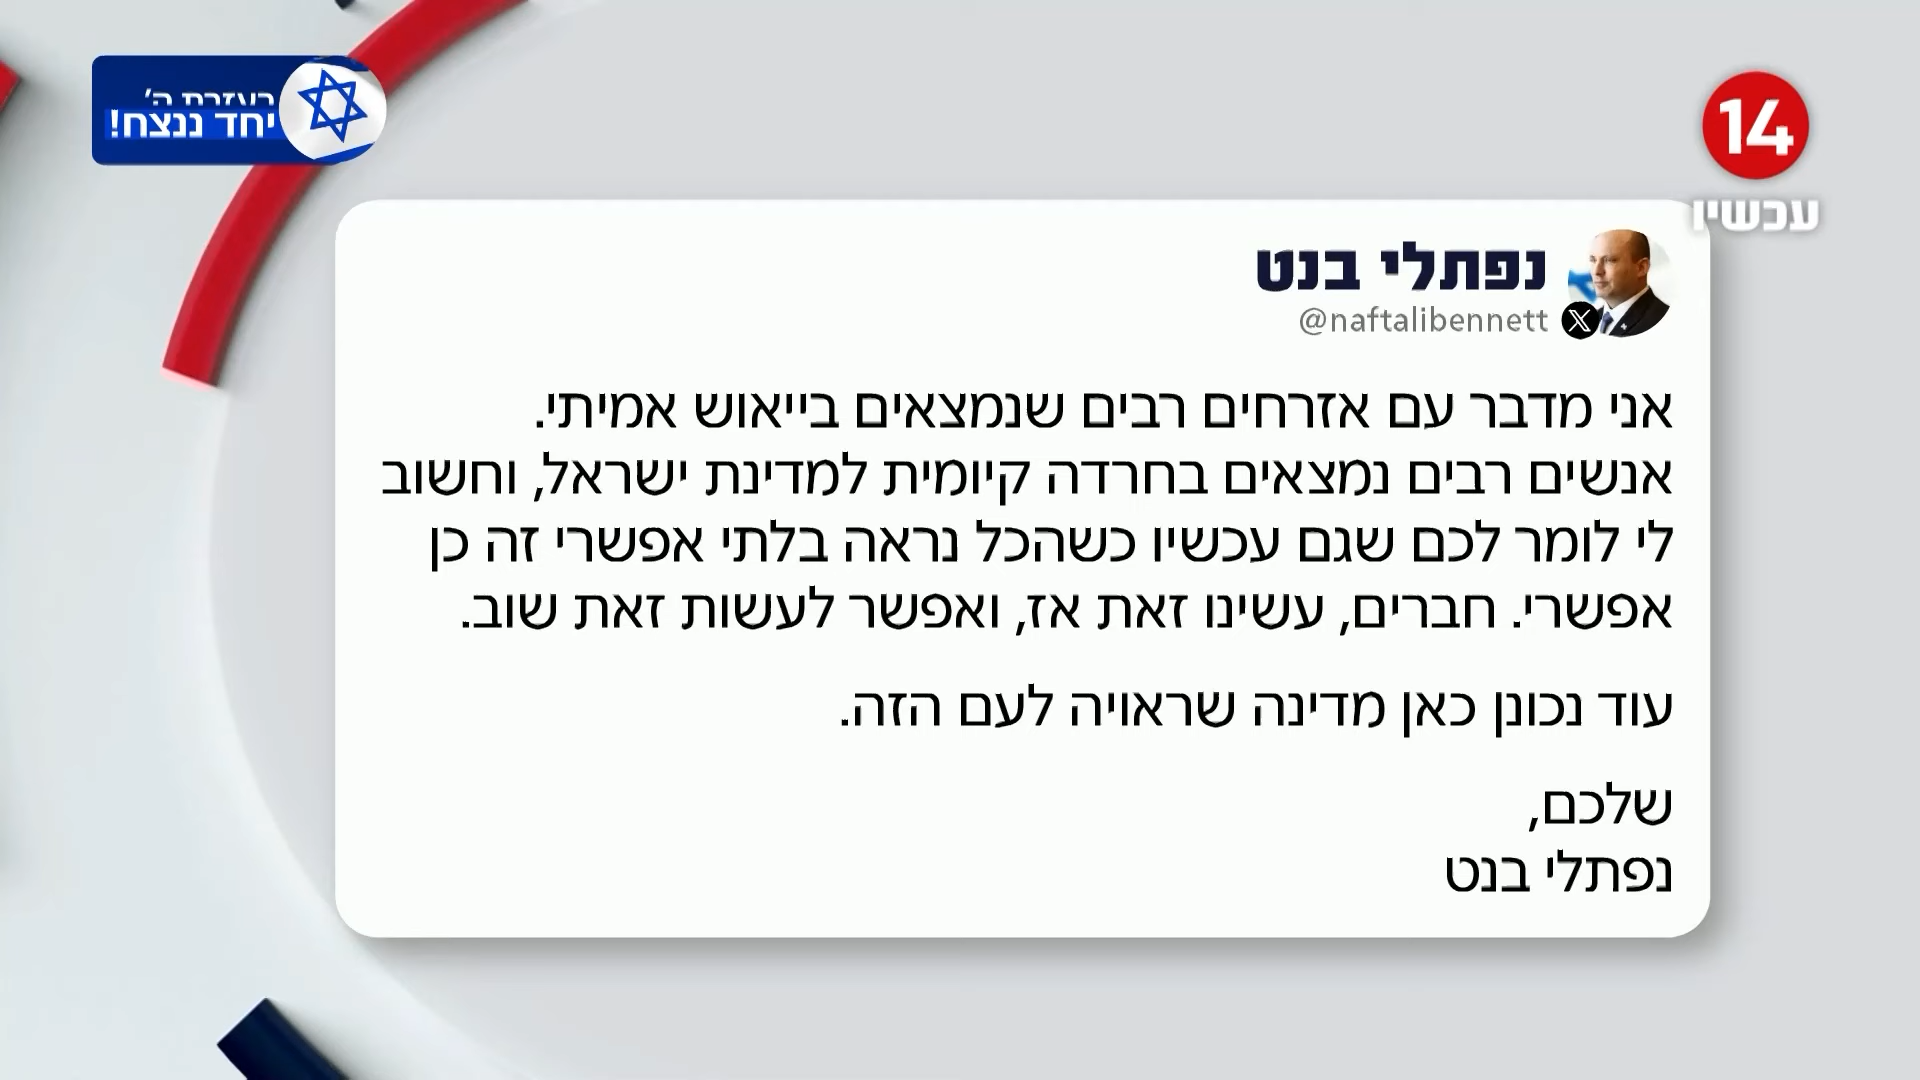 יחד ננצח!
14
עכשיו
נפתלי בנט
@naftalibennett
אני מדבר עם אזרחים רבים שנמצאים בייאוש אמיתי.
אנשים רבים נמצאים בחרדה קיומית למדינת ישראל, וחשוב
לי לומר לכם שגם עכשיו כשהכל נראה בלתי אפשרי זה כן
אפשרי. חברים, עשינו זאת אז, ואפשר לעשות זאת שוב.
עוד נכונן כאן מדינה שראויה לעם הזה.
שלכם,
נפתלי בנט